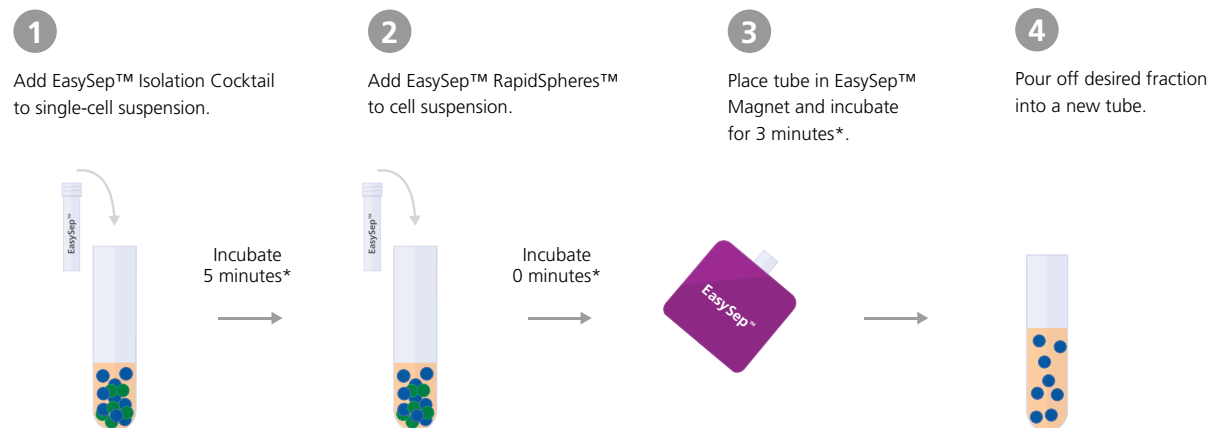 1
Add EasySep™ Isolation Cocktail
to single-cell suspension.
2
Add EasySep™ RapidSpheres™
to cell suspension.
3
Place tube in EasySep™
Magnet and incubate
for 3 minutes*.
4
Pour off desired fraction
into a new tube.
EasySep™
Incubate
5 minutes*
EasySep™
Incubate
0 minutes*
EasySep™